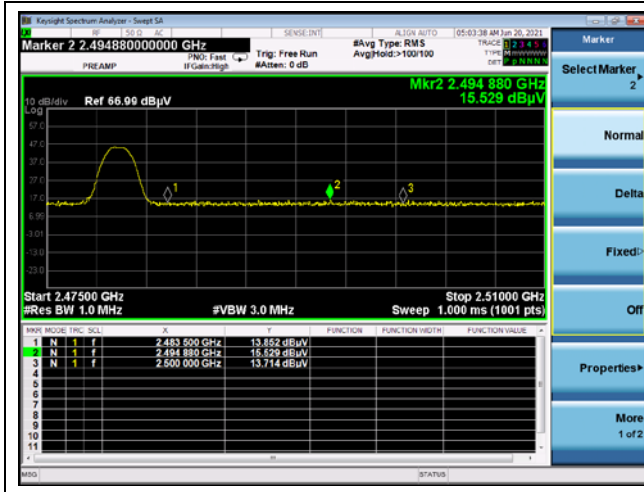 Keysight Spectrum Analyzer - Swept SA
RF 50 Ω AC SENSE:INT ALIGN AUTO 05:03:38 AM Jun 20, 2021
Marker 2 2.494880000000 GHz
PREAMP
PNO: Fast
IFGain:High
Trig: Free Run
#Atten: 0 dB
#Avg Type: RMS
Avg|Hold:>100/100
TRACE 1 2 3 4 5 6
TYPE
DET P P N N N N
Mkr2 2.494 880 GHz
15.529 dBµV
10 dB/div Ref 66.99 dBµV
Log
57.0
47.0
37.0
27.0
17.0
6.99
-3.01
-13.0
-23.0
1
2
3
Start 2.47500 GHz Stop 2.51000 GHz
#Res BW 1.0 MHz #VBW 3.0 MHz Sweep 1.000 ms (1001 pts)
MKR MODE TRC SCL X Y FUNCTION FUNCTION WIDTH FUNCTION VALUE
1 N 1 f 2.483 500 GHz 13.852 dBµV
2 N 1 f 2.494 880 GHz 15.529 dBµV
3 N 1 f 2.500 000 GHz 13.714 dBµV
4
5
6
7
8
9
10
11
MSG STATUS
Marker
Select Marker
2
Normal
Delta
Fixed
Off
Properties
More
1 of 2